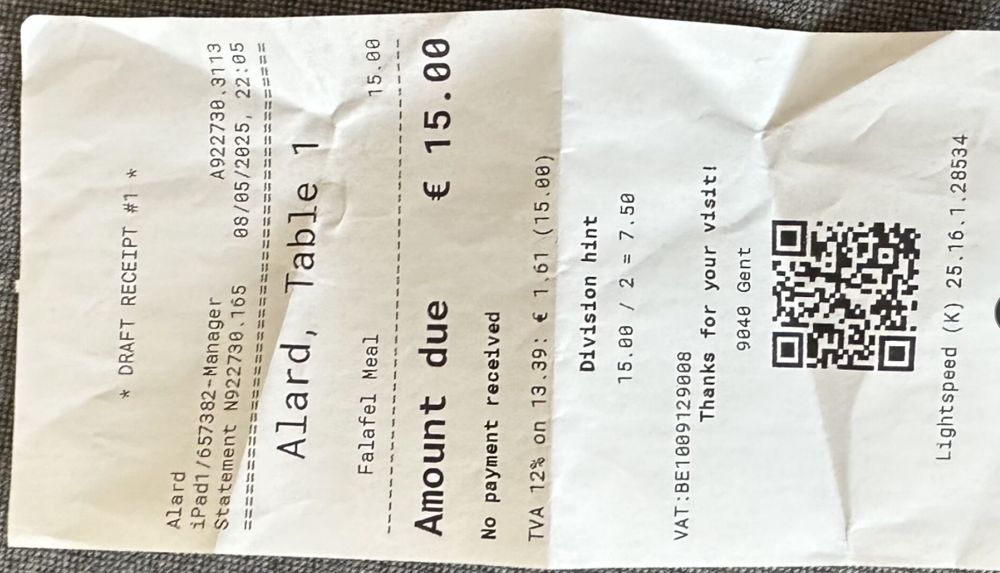 * DRAFT RECEIPT #1 *
Alard
iPad1/657382-Manager A922730.3113
Statement N922730.165 08/05/2025, 22:05
========================================
Alard, Table 1
Falafel Meal 15.00
----------------------------------------
Amount due € 15.00
No payment received
TVA 12% on 13.39: € 1.61 (15.00)
Division hint
15.00 / 2 = 7.50
VAT:BE1009129008
Thanks for your visit!
9040 Gent
Lightspeed (K) 25.16.1.28534